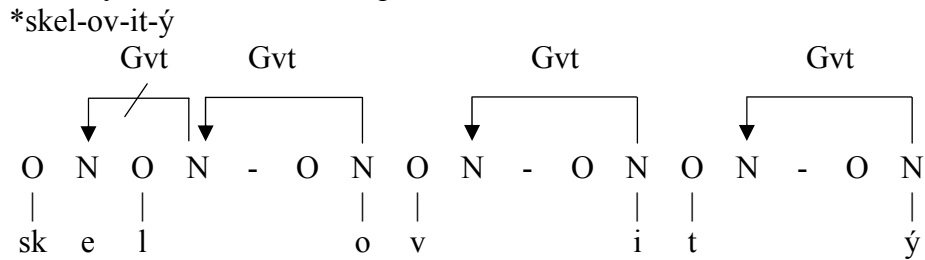 *skel-ov-it-ý
Gvt Gvt Gvt Gvt
O N O N - O N O N - O N O N - O N
sk e l o v i t ý